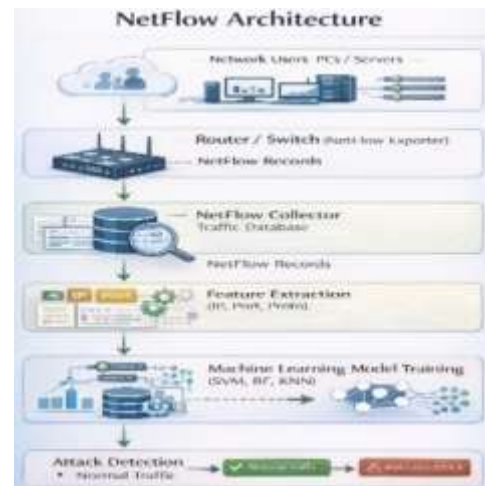 NetFlow Architecture
Network Users PCs / Servers
Router / Switch
NetFlow Records
NetFlow Collector
Traffic Database
NetFlow Records
Feature Extraction
(IP, Port, Proto)
Machine Learning Model Training
(SVM, RF, KNN)
Attack Detection
• Normal Traffic